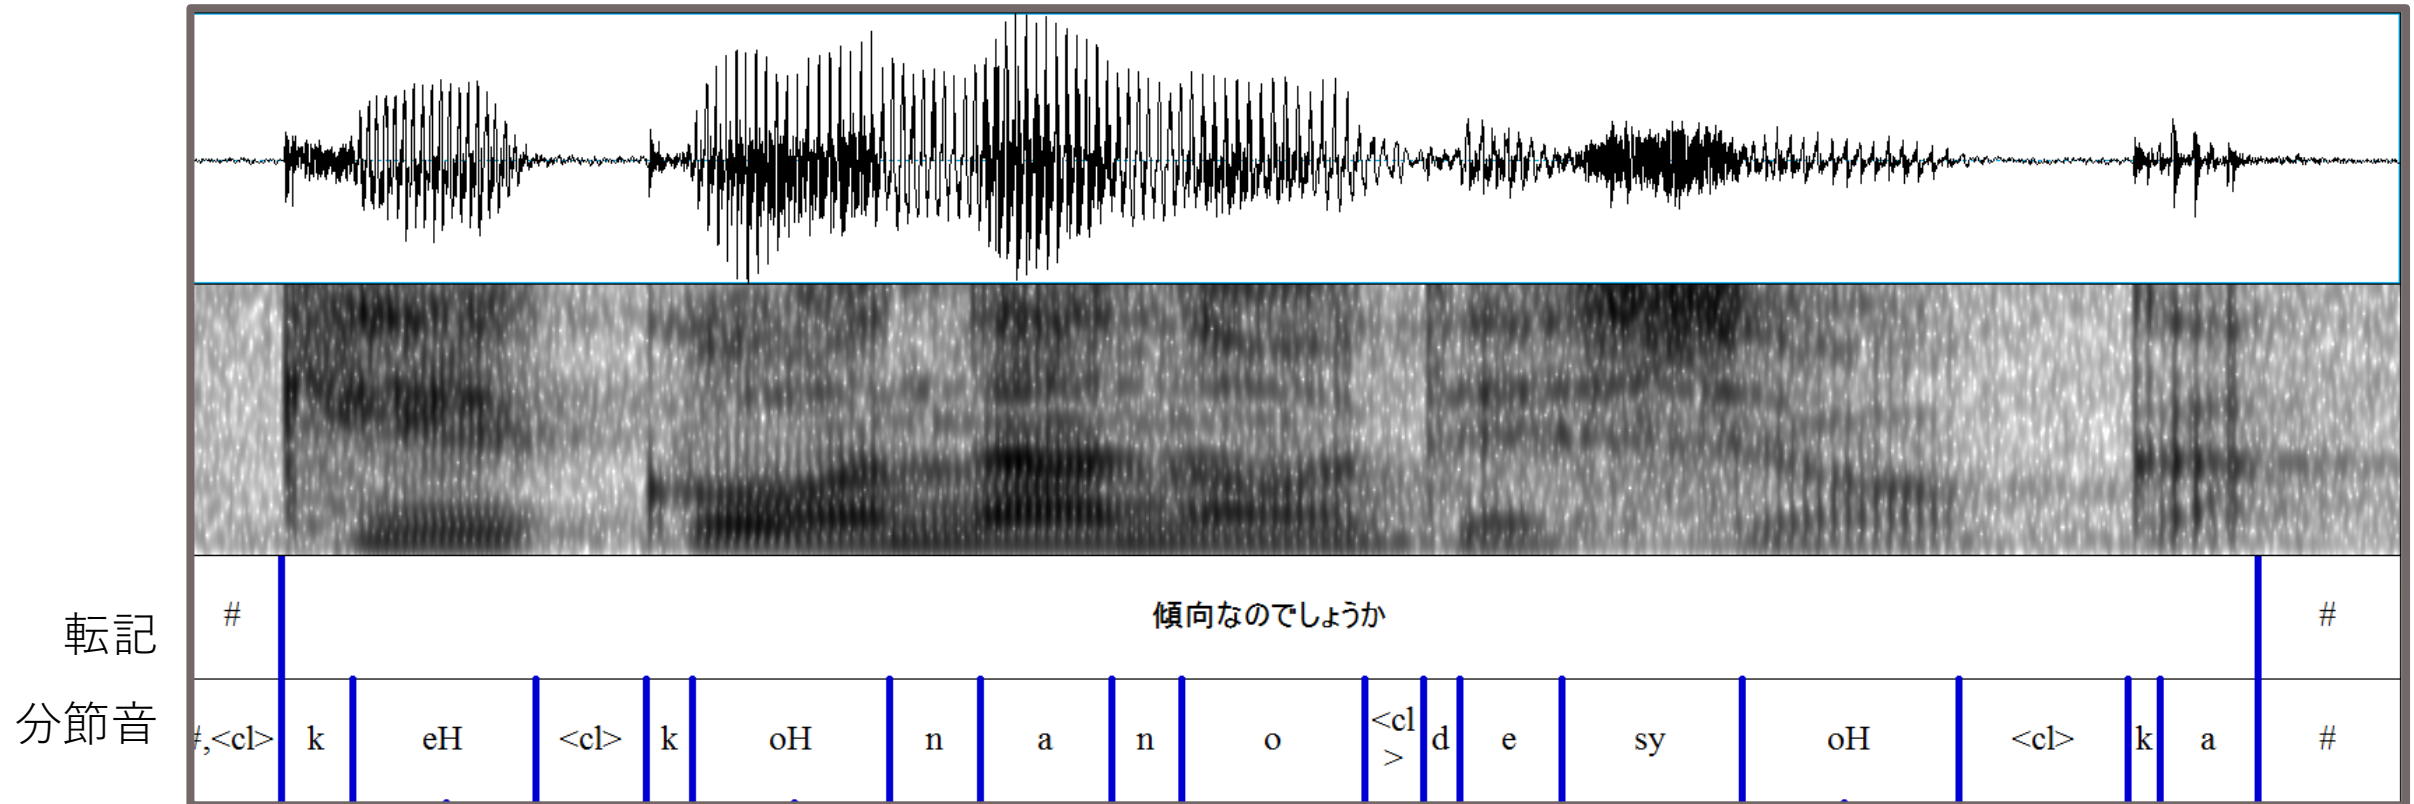 転記 # 傾向なのでしょうか #
分節音 #,<cl> k eH <cl> k oH n a n o <cl> d e sy oH <cl> k a #